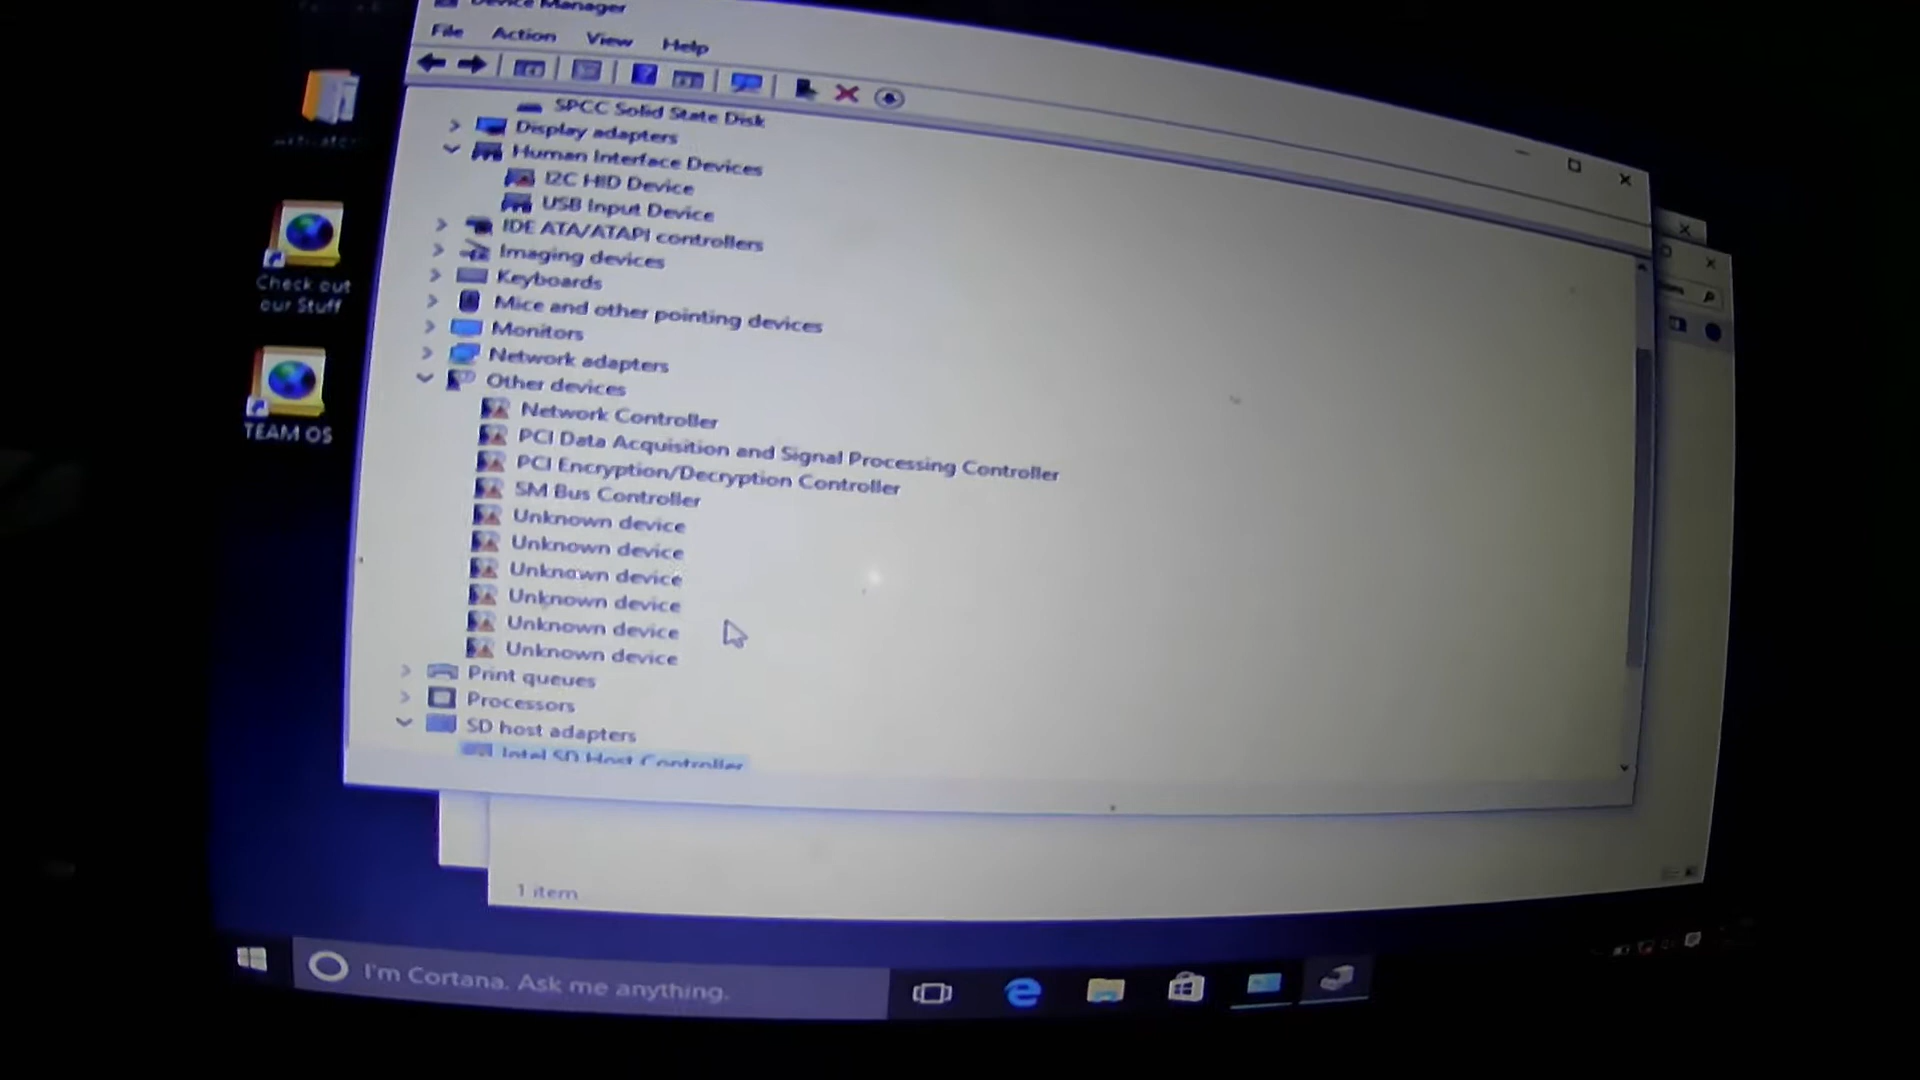 Device Manager
File Action View Help
SPCC Solid State Disk
Display adapters
Human Interface Devices
I2C HID Device
USB Input Device
IDE ATA/ATAPI controllers
Imaging devices
Keyboards
Mice and other pointing devices
Monitors
Network adapters
Other devices
Network Controller
PCI Data Acquisition and Signal Processing Controller
PCI Encryption/Decryption Controller
SM Bus Controller
Unknown device
Unknown device
Unknown device
Unknown device
Unknown device
Unknown device
Print queues
Processors
SD host adapters
Intel SD Host Controller
Check out
our Stuff
TEAM OS
1 item
I'm Cortana. Ask me anything.